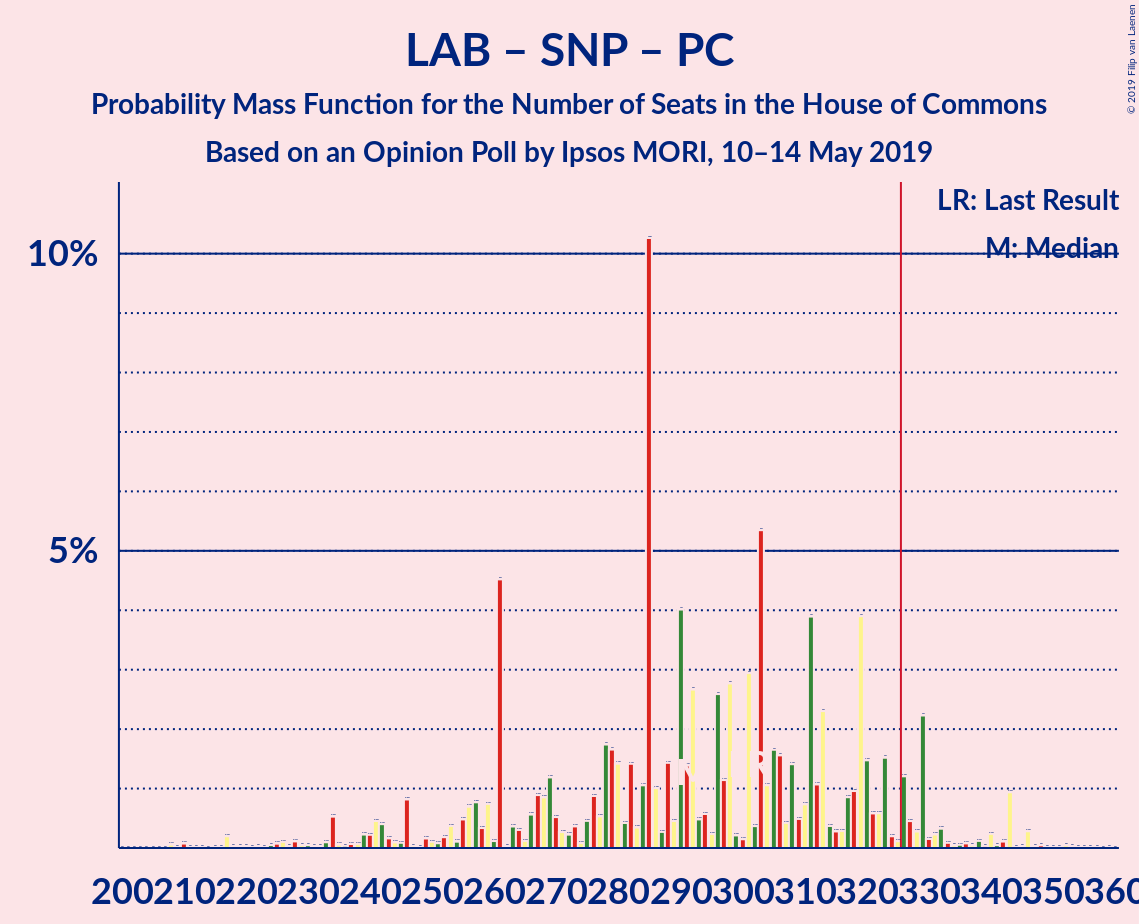 LAB – SNP – PC
Probability Mass Function for the Number of Seats in the House of Commons
Based on an Opinion Poll by Ipsos MORI, 10–14 May 2019
© 2019 Filip van Laenen
LR: Last Result
M: Median
10%
5%
200 210 220 230 240 250 260 270 280 290 300 310 320 330 340 350 360